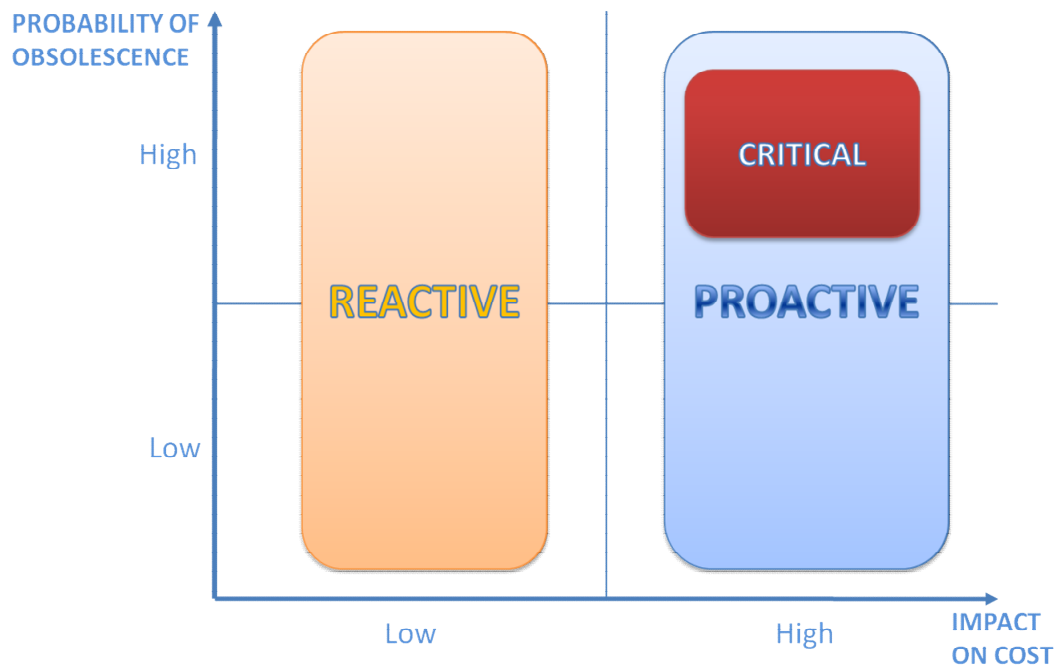 PROBABILITY OF
OBSOLESCENCE
High
CRITICAL
REACTIVE
PROACTIVE
Low
Low
High
IMPACT
ON COST